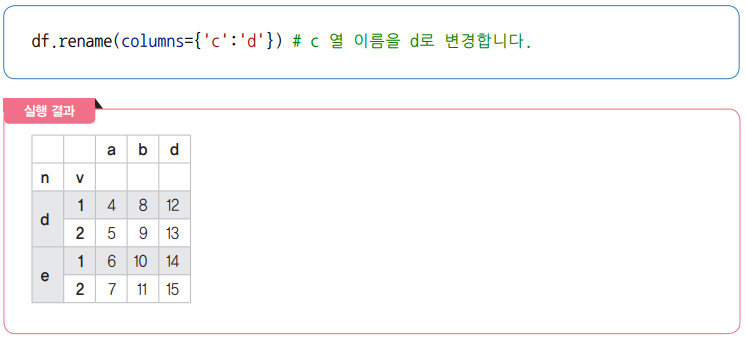 df.rename(columns={'c':'d'}) # c 열 이름을 d로 변경합니다.
실행 결과
a b d
n v
d 1 4 8 12
2 5 9 13
e 1 6 10 14
2 7 11 15